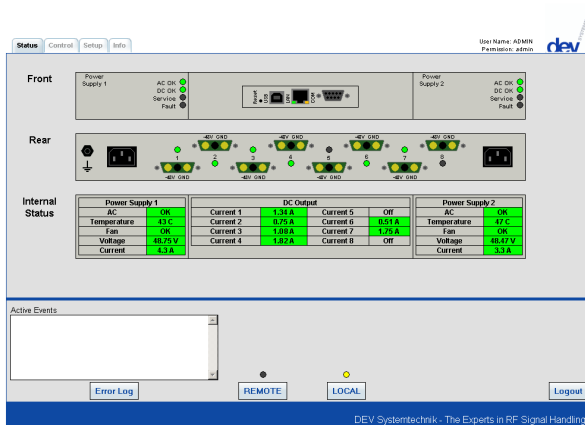 User Name: ADMIN
Permission: admin
dev
Status Control Setup Info
Front
Power Supply 1
AC OK
DC OK
Service
Fault
Reset
USB
LAN
COM
Power Supply 2
AC OK
DC OK
Service
Fault
Rear
-48V GND -48V GND -48V GND -48V GND
1 2 3 4 5 6 7 8
-48V GND -48V GND -48V GND -48V GND
Internal Status
Power Supply 1 DC Output Power Supply 2
AC OK Current 1 1.34 A Current 5 Off AC OK
Temperature 43 C Current 2 0.75 A Current 6 0.51 A Temperature 47 C
Fan OK Current 3 1.08 A Current 7 1.75 A Fan OK
Voltage 48.75 V Current 4 1.82 A Current 8 Off Voltage 48.47 V
Current 4.3 A Current 3.3 A
Active Events
Error Log
REMOTE
LOCAL
Logout
DEV Systemtechnik - The Experts in RF Signal Handling